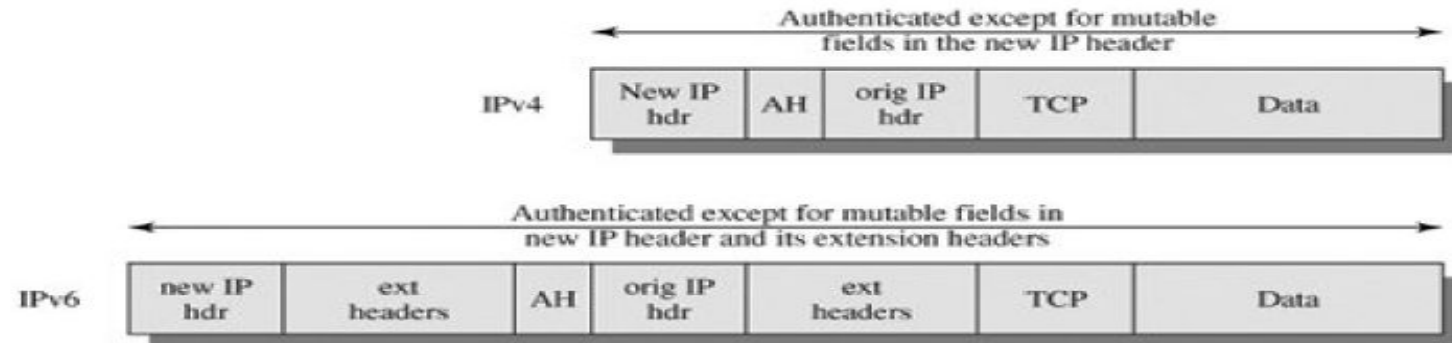 Authenticated except for mutable
fields in the new IP header
IPv4
New IP
hdr
AH
orig IP
hdr
TCP
Data
Authenticated except for mutable fields in
new IP header and its extension headers
IPv6
new IP
hdr
ext
headers
AH
orig IP
hdr
ext
headers
TCP
Data